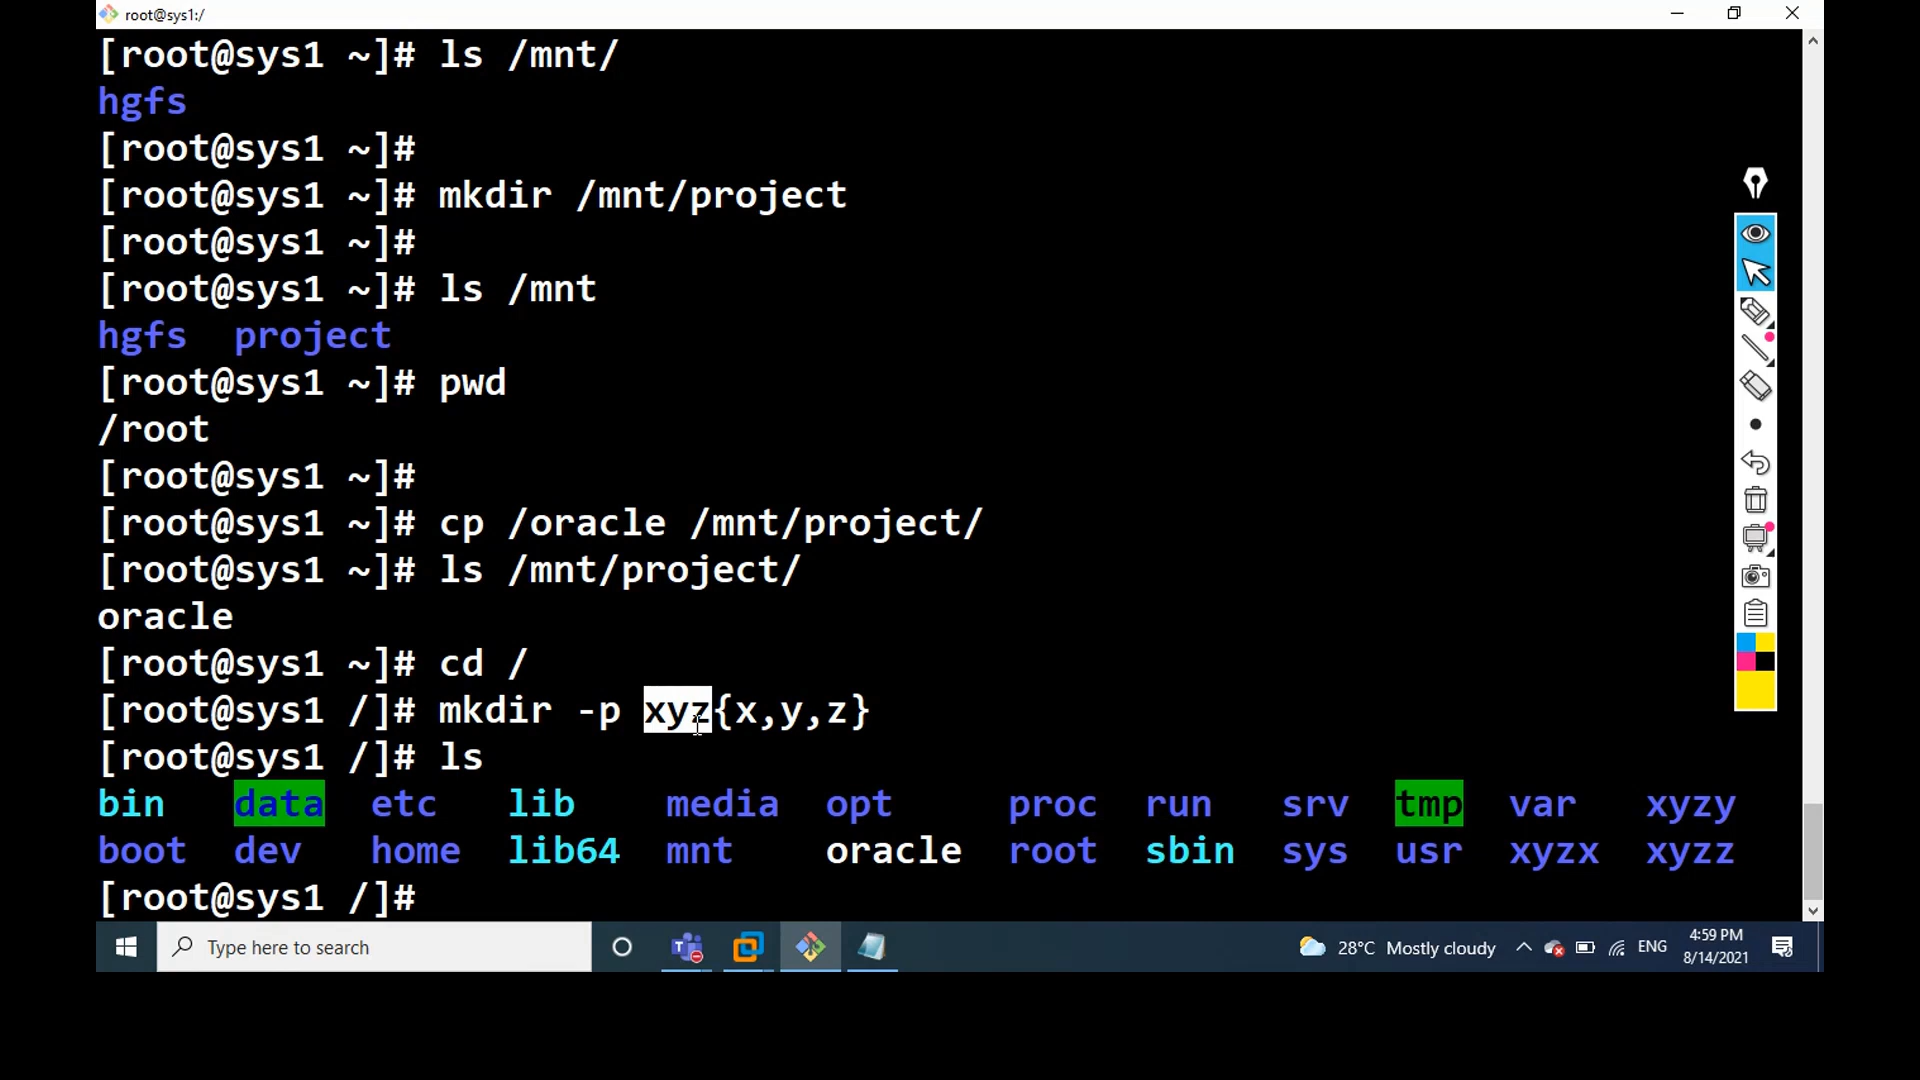 root@sys1:/
[root@sys1 ~]# ls /mnt/
hgfs
[root@sys1 ~]#
[root@sys1 ~]# mkdir /mnt/project
[root@sys1 ~]#
[root@sys1 ~]# ls /mnt
hgfs  project
[root@sys1 ~]# pwd
/root
[root@sys1 ~]#
[root@sys1 ~]# cp /oracle /mnt/project/
[root@sys1 ~]# ls /mnt/project/
oracle
[root@sys1 ~]# cd /
[root@sys1 /]# mkdir -p xyz{x,y,z}
[root@sys1 /]# ls
bin   data  etc   lib    media  opt     proc  run   srv  tmp  var   xyzy
boot  dev   home  lib64  mnt    oracle  root  sbin  sys  usr  xyzx  xyzz
[root@sys1 /]#
Type here to search
28°C Mostly cloudy
ENG
4:59 PM
8/14/2021